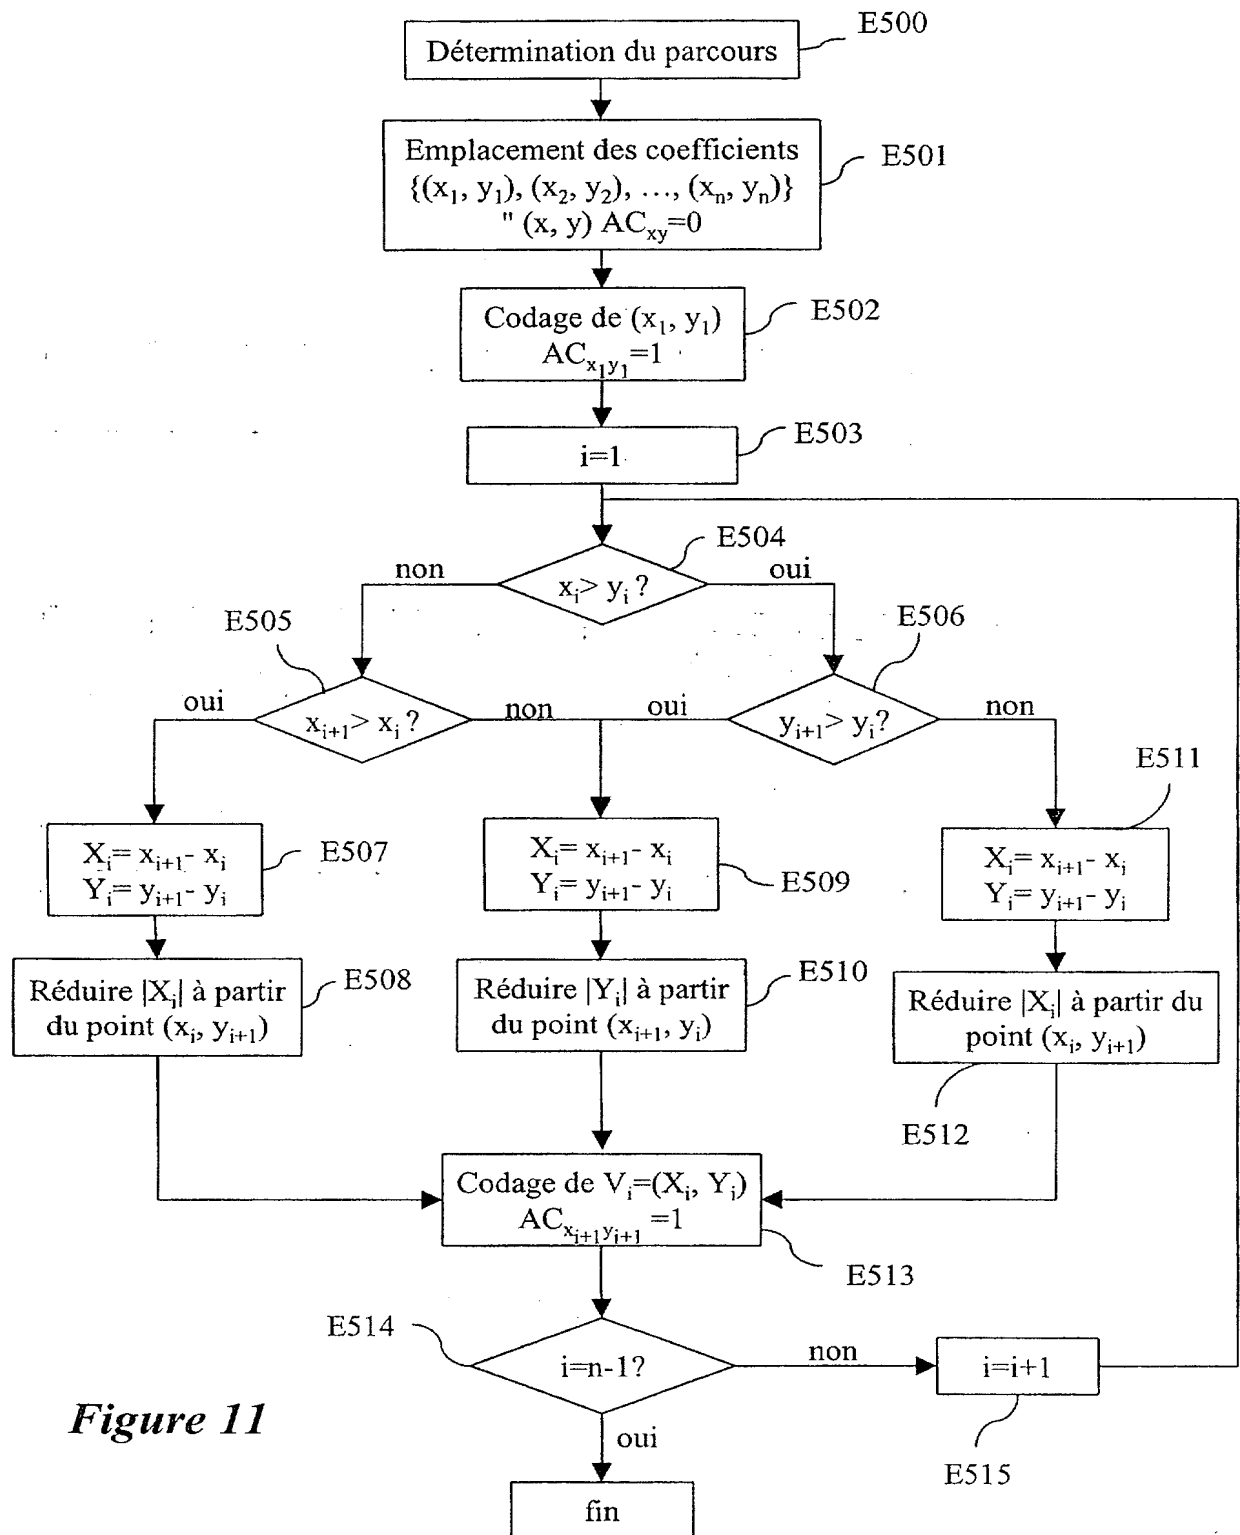 E500
Détermination du parcours
Emplacement des coefficients
{(x₁, y₁), (x₂, y₂), ..., (xₙ, yₙ)}
" (x, y) AC_xy=0
E501
Codage de (x₁, y₁)
AC_x₁y₁=1
E502
i=1
E503
E504
non
xᵢ> yᵢ ?
oui
E505
E506
oui
xᵢ₊₁> xᵢ ?
non
oui
yᵢ₊₁> yᵢ?
non
E511
Xᵢ= xᵢ₊₁- xᵢ
Yᵢ= yᵢ₊₁- yᵢ
E507
Xᵢ= xᵢ₊₁- xᵢ
Yᵢ= yᵢ₊₁- yᵢ
E509
Xᵢ= xᵢ₊₁- xᵢ
Yᵢ= yᵢ₊₁- yᵢ
Réduire |Xᵢ| à partir
du point (xᵢ, yᵢ₊₁)
E508
Réduire |Yᵢ| à partir
du point (xᵢ₊₁, yᵢ)
E510
Réduire |Xᵢ| à partir du
point (xᵢ, yᵢ₊₁)
E512
Codage de Vᵢ=(Xᵢ, Yᵢ)
AC_xᵢ₊₁yᵢ₊₁ =1
E513
E514
i=n-1?
non
i=i+1
E515
oui
fin
Figure 11